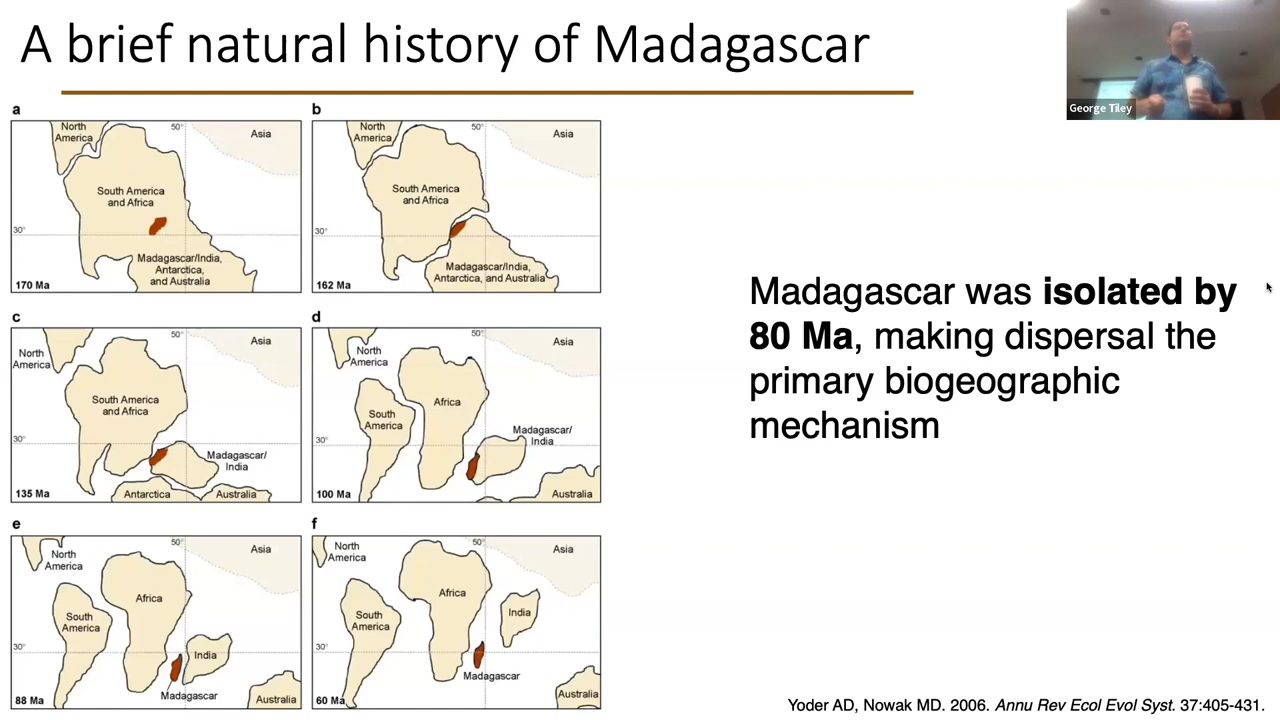 A brief natural history of Madagascar
George Tiley
a
North
America
50°
Asia
South America
and Africa
30°
Madagascar/India,
Antarctica,
and Australia
170 Ma
b
North
America
50°
Asia
South America
and Africa
30°
Madagascar/India,
Antarctica, and Australia
162 Ma
c
North
America
50°
Asia
South America
and Africa
30°
Madagascar/
India
Antarctica
Australia
135 Ma
d
North
America
50°
Asia
Africa
South
America
30°
Madagascar/
India
Australia
100 Ma
e
North
America
50°
Asia
Africa
South
America
30°
India
Madagascar
Australia
88 Ma
f
North
America
50°
Asia
Africa
India
South
America
30°
Madagascar
Australia
60 Ma
Madagascar was isolated by
80 Ma, making dispersal the
primary biogeographic
mechanism
Yoder AD, Nowak MD. 2006. Annu Rev Ecol Evol Syst. 37:405-431.